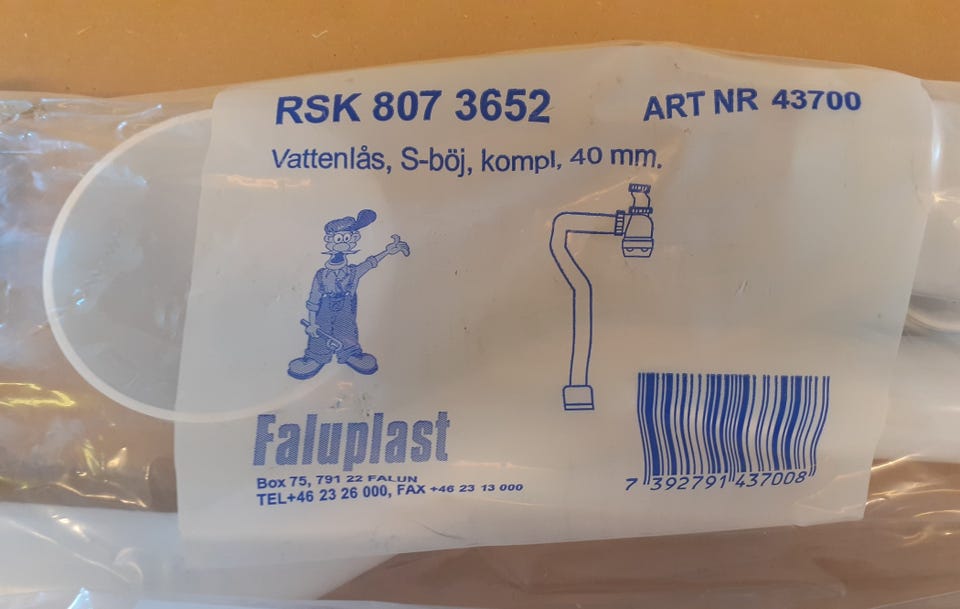 RSK 807 3652
ART NR 43700
Vattenlås, S-böj, kompl, 40 mm.
Faluplast
Box 75, 791 22 FALUN
TEL+46 23 26 000, FAX +46 23 13 000
7 392791 437008